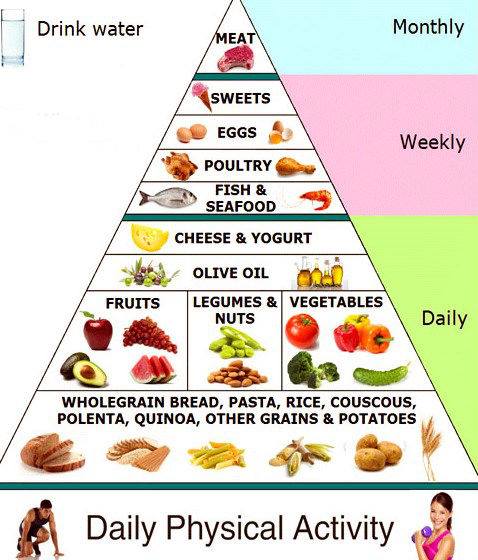 Drink water
Monthly
MEAT
SWEETS
Weekly
EGGS
POULTRY
FISH &
SEAFOOD
CHEESE & YOGURT
OLIVE OIL
Daily
FRUITS
LEGUMES &
NUTS
VEGETABLES
WHOLEGRAIN BREAD, PASTA, RICE, COUSCOUS,
POLENTA, QUINOA, OTHER GRAINS & POTATOES
Daily Physical Activity